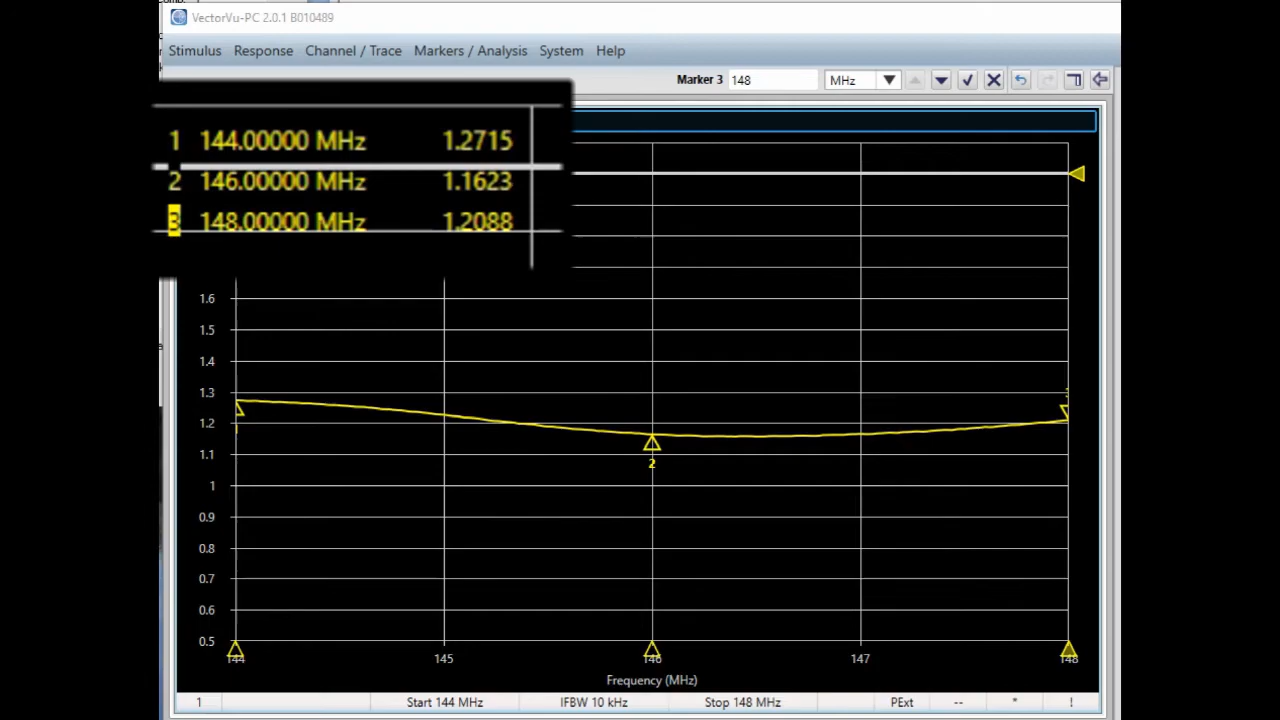 VectorVu-PC 2.0.1 B010489
Stimulus Response Channel / Trace Markers / Analysis System Help
Marker 3 148 MHz
1 144.00000 MHz 1.2715
2 146.00000 MHz 1.1623
3 148.00000 MHz 1.2088
1.6
1.5
1.4
1.3
1.2
1.1
1
0.9
0.8
0.7
0.6
0.5
2
144 145 146 147 148
Frequency (MHz)
1 Start 144 MHz IFBW 10 kHz Stop 148 MHz PExt -- * !